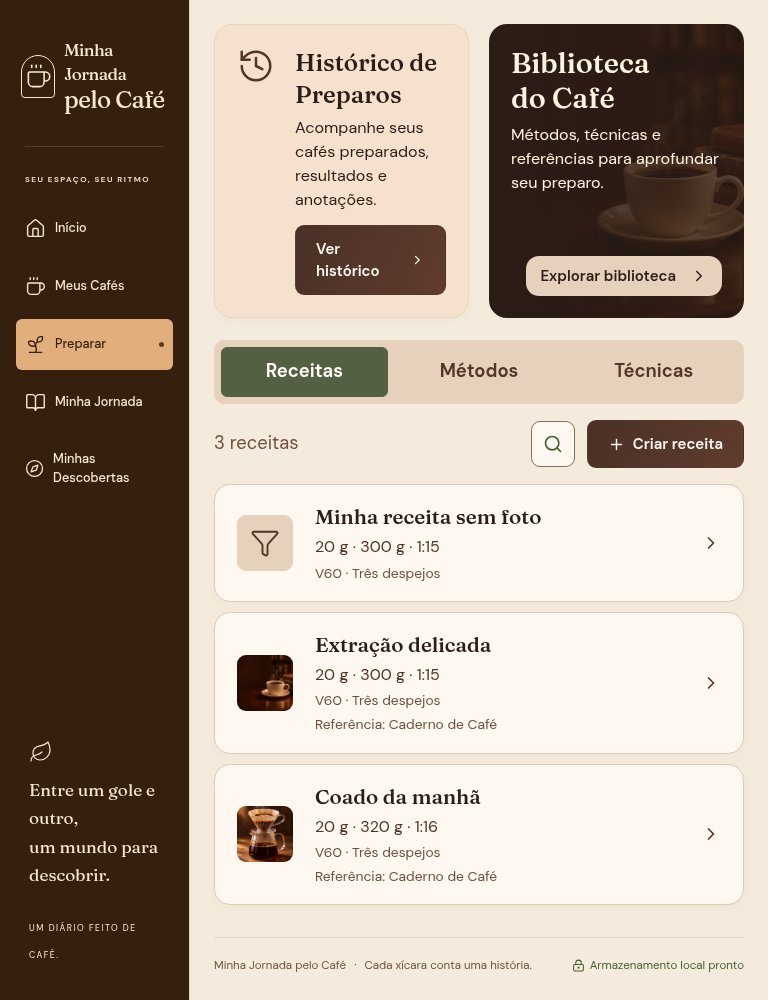 Minha
Jornada
pelo Café
SEU ESPAÇO, SEU RITMO
Início
Meus Cafés
Preparar
Minha Jornada
Minhas
Descobertas
Entre um gole e
outro,
um mundo para
descobrir.
UM DIÁRIO FEITO DE
CAFÉ.
Histórico de
Preparos
Acompanhe seus
cafés preparados,
resultados e
anotações.
Ver
histórico
Biblioteca
do Café
Métodos, técnicas e
referências para aprofundar
seu preparo.
Explorar biblioteca
Receitas Métodos Técnicas
3 receitas
Criar receita
Minha receita sem foto
20 g · 300 g · 1:15
V60 · Três despejos
Extração delicada
20 g · 300 g · 1:15
V60 · Três despejos
Referência: Caderno de Café
Coado da manhã
20 g · 320 g · 1:16
V60 · Três despejos
Referência: Caderno de Café
Minha Jornada pelo Café · Cada xícara conta uma história.
Armazenamento local pronto